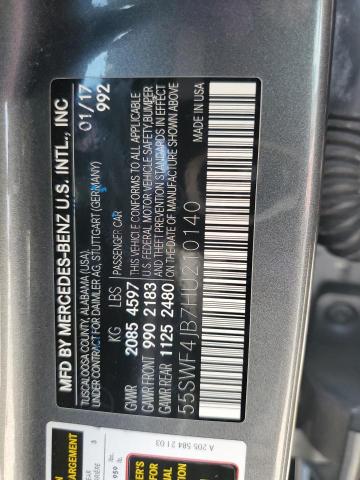 MFD BY MERCEDES-BENZ U.S. INTL., INC
TUSCALOOSA COUNTY, ALABAMA (USA),
UNDER CONTRACT FOR DAIMLER AG, STUTTGART (GERMANY)
01/17
992
KG LBS PASSENGER CAR
GVWR 2085 4597 THIS VEHICLE CONFORMS TO ALL APPLICABLE
GAWR FRONT 990 2183 U.S. FEDERAL MOTOR VEHICLE SAFETY, BUMPER,
GAWR REAR 1125 2480 AND THEFT PREVENTION STANDARDS IN EFFECT ON THE DATE OF MANUFACTURE SHOWN ABOVE
55SWF4JB7HU210140
MADE IN USA
A 205 584 21 03
ARGEMENT
lbs.
959